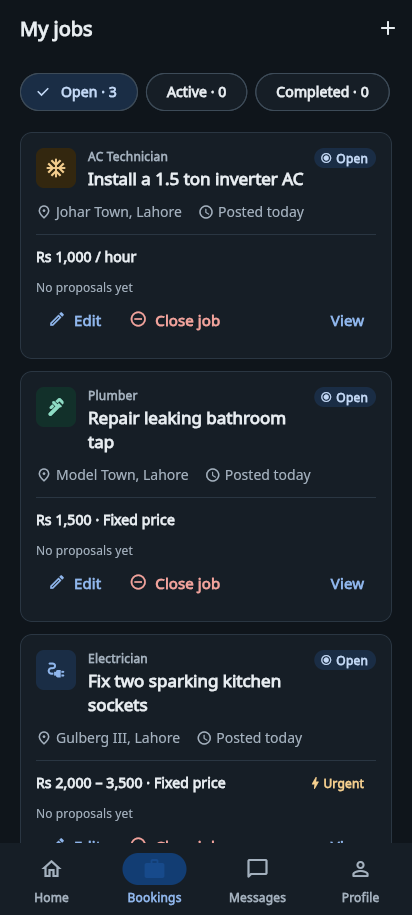 My jobs
Open · 3
Active · 0
Completed · 0
AC Technician
Open
Install a 1.5 ton inverter AC
Johar Town, Lahore
Posted today
Rs 1,000 / hour
No proposals yet
Edit
Close job
View
Plumber
Open
Repair leaking bathroom
tap
Model Town, Lahore
Posted today
Rs 1,500 · Fixed price
No proposals yet
Edit
Close job
View
Electrician
Open
Fix two sparking kitchen
sockets
Gulberg III, Lahore
Posted today
Rs 2,000 – 3,500 · Fixed price
Urgent
No proposals yet
Home
Bookings
Messages
Profile